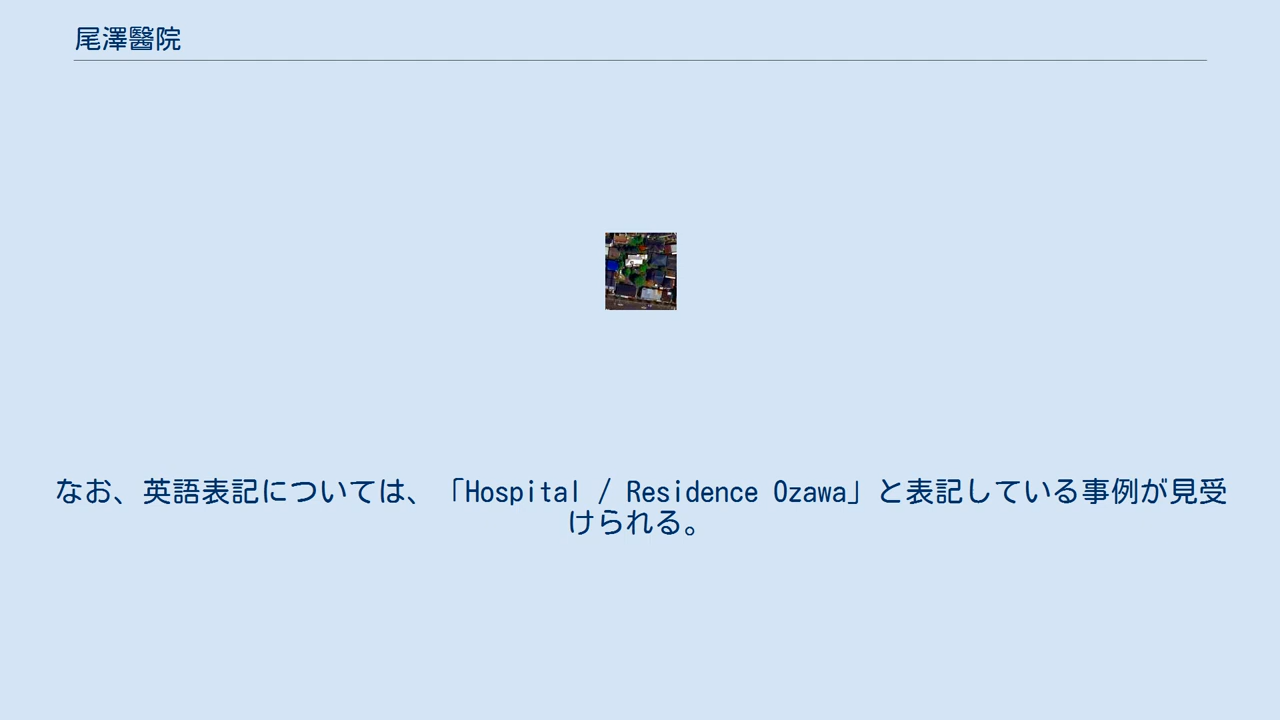 尾澤醫院
なお、英語表記については、「Hospital / Residence Ozawa」と表記している事例が見受
けられる。